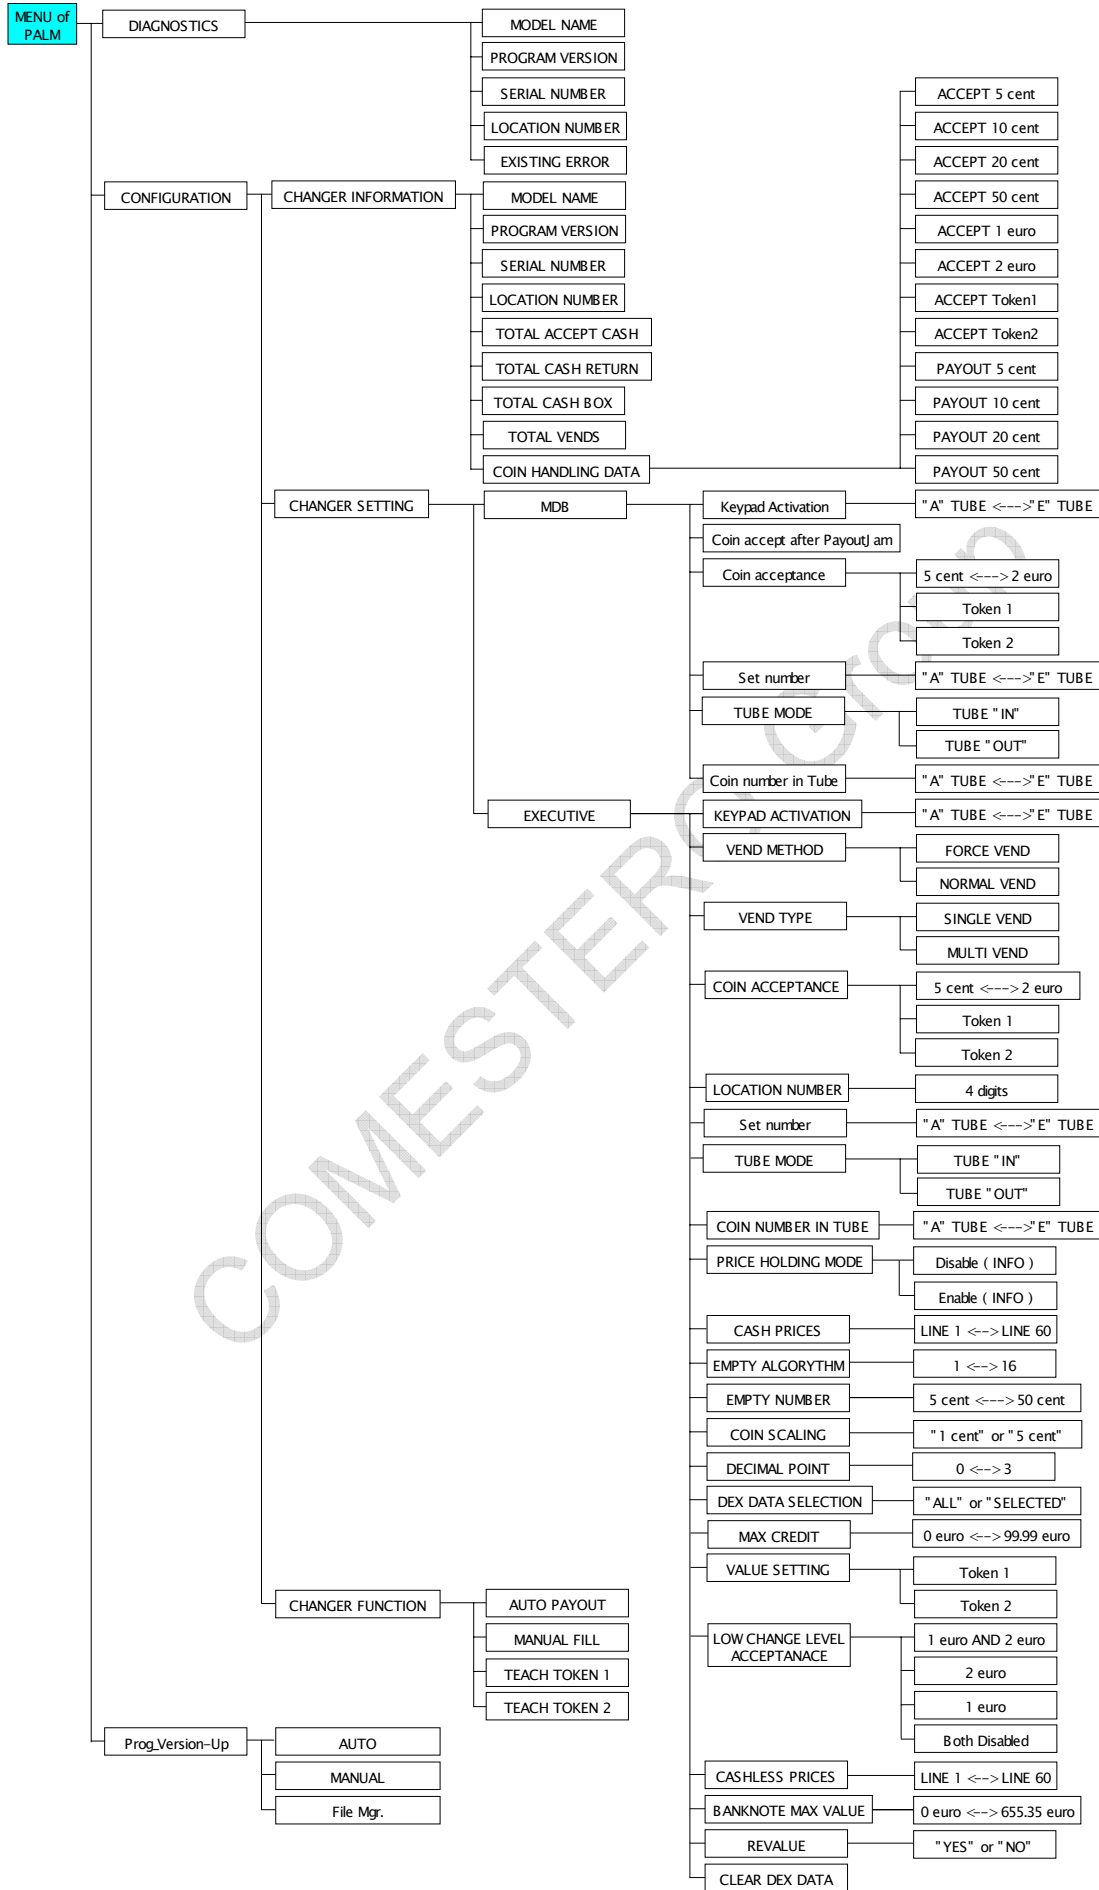 MENU of
PALM
DIAGNOSTICS
MODEL NAME
PROGRAM VERSION
SERIAL NUMBER
LOCATION NUMBER
EXISTING ERROR
CONFIGURATION
CHANGER INFORMATION
MODEL NAME
PROGRAM VERSION
SERIAL NUMBER
LOCATION NUMBER
TOTAL ACCEPT CASH
TOTAL CASH RETURN
TOTAL CASH BOX
TOTAL VENDS
COIN HANDLING DATA
ACCEPT 5 cent
ACCEPT 10 cent
ACCEPT 20 cent
ACCEPT 50 cent
ACCEPT 1 euro
ACCEPT 2 euro
ACCEPT Token1
ACCEPT Token2
PAYOUT 5 cent
PAYOUT 10 cent
PAYOUT 20 cent
PAYOUT 50 cent
CHANGER SETTING
MDB
Keypad Activation
"A" TUBE <--->"E" TUBE
Coin accept after PayoutJam
Coin acceptance
5 cent <---> 2 euro
Token 1
Token 2
Set number
"A" TUBE <--->"E" TUBE
TUBE MODE
TUBE "IN"
TUBE "OUT"
Coin number in Tube
"A" TUBE <--->"E" TUBE
EXECUTIVE
KEYPAD ACTIVATION
"A" TUBE <--->"E" TUBE
VEND METHOD
FORCE VEND
NORMAL VEND
VEND TYPE
SINGLE VEND
MULTI VEND
COIN ACCEPTANCE
5 cent <---> 2 euro
Token 1
Token 2
LOCATION NUMBER
4 digits
Set number
"A" TUBE <--->"E" TUBE
TUBE MODE
TUBE "IN"
TUBE "OUT"
COIN NUMBER IN TUBE
"A" TUBE <--->"E" TUBE
PRICE HOLDING MODE
Disable ( INFO )
Enable ( INFO )
CASH PRICES
LINE 1 <--> LINE 60
EMPTY ALGORYTHM
1 <--> 16
EMPTY NUMBER
5 cent <---> 50 cent
COIN SCALING
"1 cent" or "5 cent"
DECIMAL POINT
0 <--> 3
DEX DATA SELECTION
"ALL" or "SELECTED"
MAX CREDIT
0 euro <--> 99.99 euro
VALUE SETTING
Token 1
Token 2
LOW CHANGE LEVEL
ACCEPTANACE
1 euro AND 2 euro
2 euro
1 euro
Both Disabled
CASHLESS PRICES
LINE 1 <--> LINE 60
BANKNOTE MAX VALUE
0 euro <--> 655.35 euro
REVALUE
"YES" or "NO"
CLEAR DEX DATA
CHANGER FUNCTION
AUTO PAYOUT
MANUAL FILL
TEACH TOKEN 1
TEACH TOKEN 2
Prog_Version-Up
AUTO
MANUAL
File Mgr.
COMESTERO Group